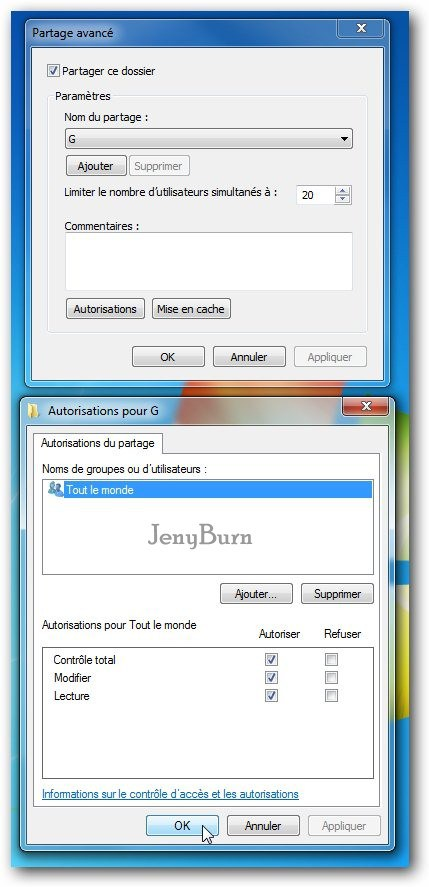 Partage avancé
Partager ce dossier
Paramètres
Nom du partage :
G
Ajouter Supprimer
Limiter le nombre d'utilisateurs simultanés à : 20
Commentaires :
Autorisations Mise en cache
OK Annuler Appliquer
Autorisations pour G
Autorisations du partage
Noms de groupes ou d'utilisateurs :
Tout le monde
JenyBurn
Ajouter... Supprimer
Autorisations pour Tout le monde Autoriser Refuser
Contrôle total
Modifier
Lecture
Informations sur le contrôle d'accès et les autorisations
OK Annuler Appliquer